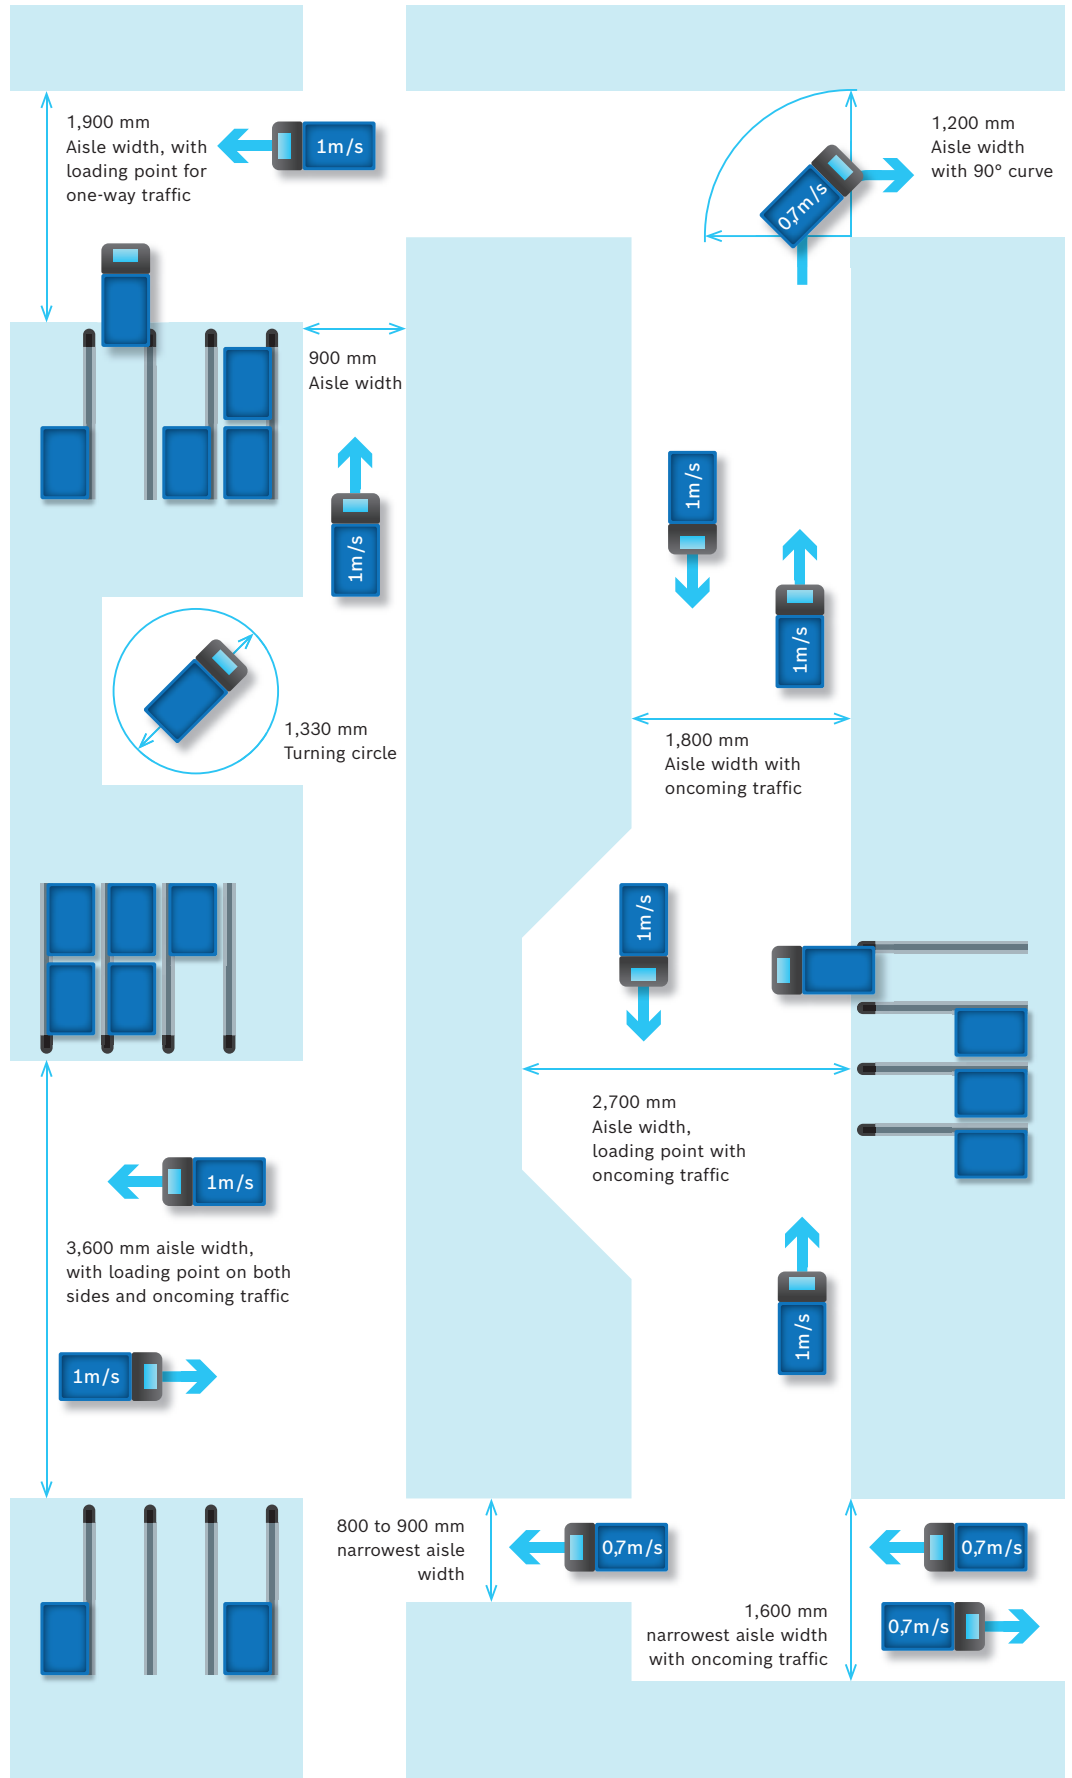 1,900 mm
Aisle width, with
loading point for
one-way traffic
1m/s
0,7m/s
1,200 mm
Aisle width
with 90° curve
900 mm
Aisle width
1m/s
1m/s
1m/s
1,330 mm
Turning circle
1,800 mm
Aisle width with
oncoming traffic
1m/s
2,700 mm
Aisle width,
loading point with
oncoming traffic
1m/s
3,600 mm aisle width,
with loading point on both
sides and oncoming traffic
1m/s
1m/s
800 to 900 mm
narrowest aisle
width
0,7m/s
0,7m/s
1,600 mm
narrowest aisle width
with oncoming traffic
0,7m/s